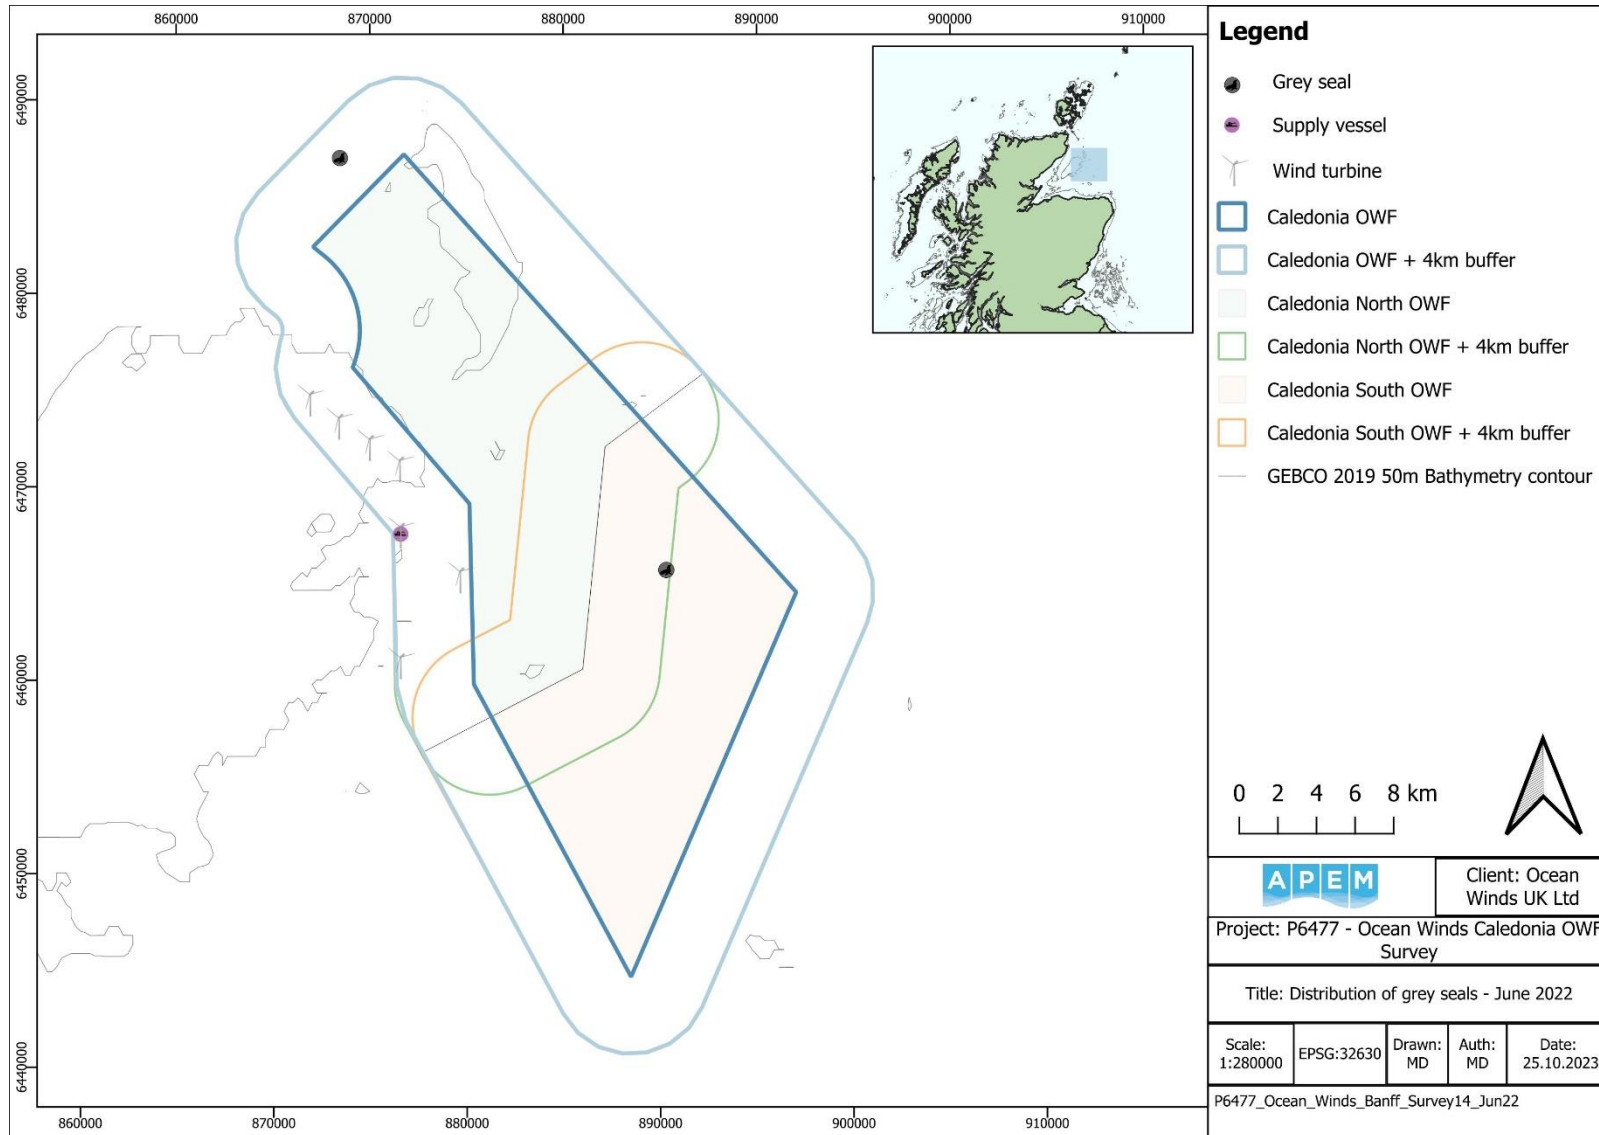 860000 870000 880000 890000 900000 910000
6490000
6480000
6470000
6460000
6450000
6440000
860000 870000 880000 890000 900000 910000
Legend
Grey seal
Supply vessel
Wind turbine
Caledonia OWF
Caledonia OWF + 4km buffer
Caledonia North OWF
Caledonia North OWF + 4km buffer
Caledonia South OWF
Caledonia South OWF + 4km buffer
GEBCO 2019 50m Bathymetry contour
0 2 4 6 8 km
APEM
Client: Ocean
Winds UK Ltd
Project: P6477 - Ocean Winds Caledonia OWF
Survey
Title: Distribution of grey seals - June 2022
Scale:
1:280000
EPSG:32630
Drawn:
MD
Auth:
MD
Date:
25.10.2023
P6477_Ocean_Winds_Banff_Survey14_Jun22